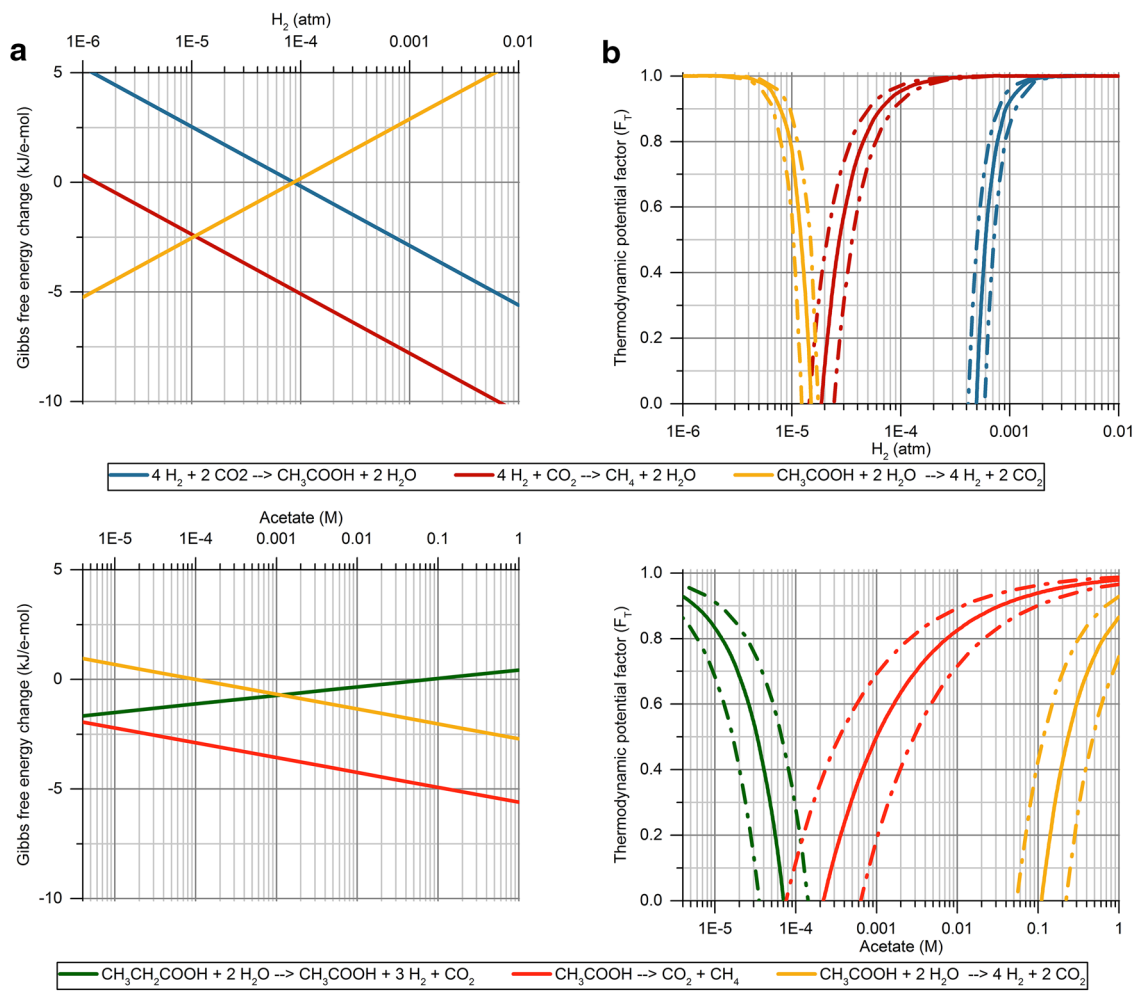 a
H2 (atm)
1E-6 1E-5 1E-4 0.001 0.01
Gibbs free energy change (kJ/e-mol)
5
0
-5
-10
b
Thermodynamic potential factor (FT)
1.0
0.8
0.6
0.4
0.2
0.0
1E-6 1E-5 1E-4 0.001 0.01
H2 (atm)
4 H2 + 2 CO2 --> CH3COOH + 2 H2O 4 H2 + CO2 --> CH4 + 2 H2O CH3COOH + 2 H2O --> 4 H2 + 2 CO2
Acetate (M)
1E-5 1E-4 0.001 0.01 0.1 1
Gibbs free energy change (kJ/e-mol)
5
0
-5
-10
Thermodynamic potential factor (FT)
1.0
0.8
0.6
0.4
0.2
0.0
1E-5 1E-4 0.001 0.01 0.1 1
Acetate (M)
CH3CH2COOH + 2 H2O --> CH3COOH + 3 H2 + CO2 CH3COOH --> CO2 + CH4 CH3COOH + 2 H2O --> 4 H2 + 2 CO2